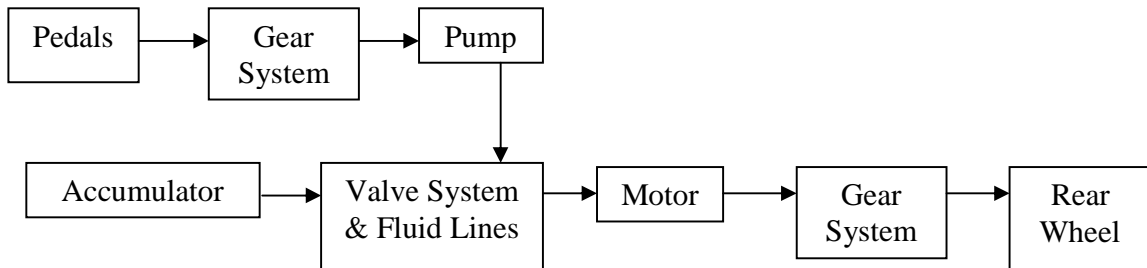 Pedals
Gear
System
Pump
Accumulator
Valve System
& Fluid Lines
Motor
Gear
System
Rear
Wheel